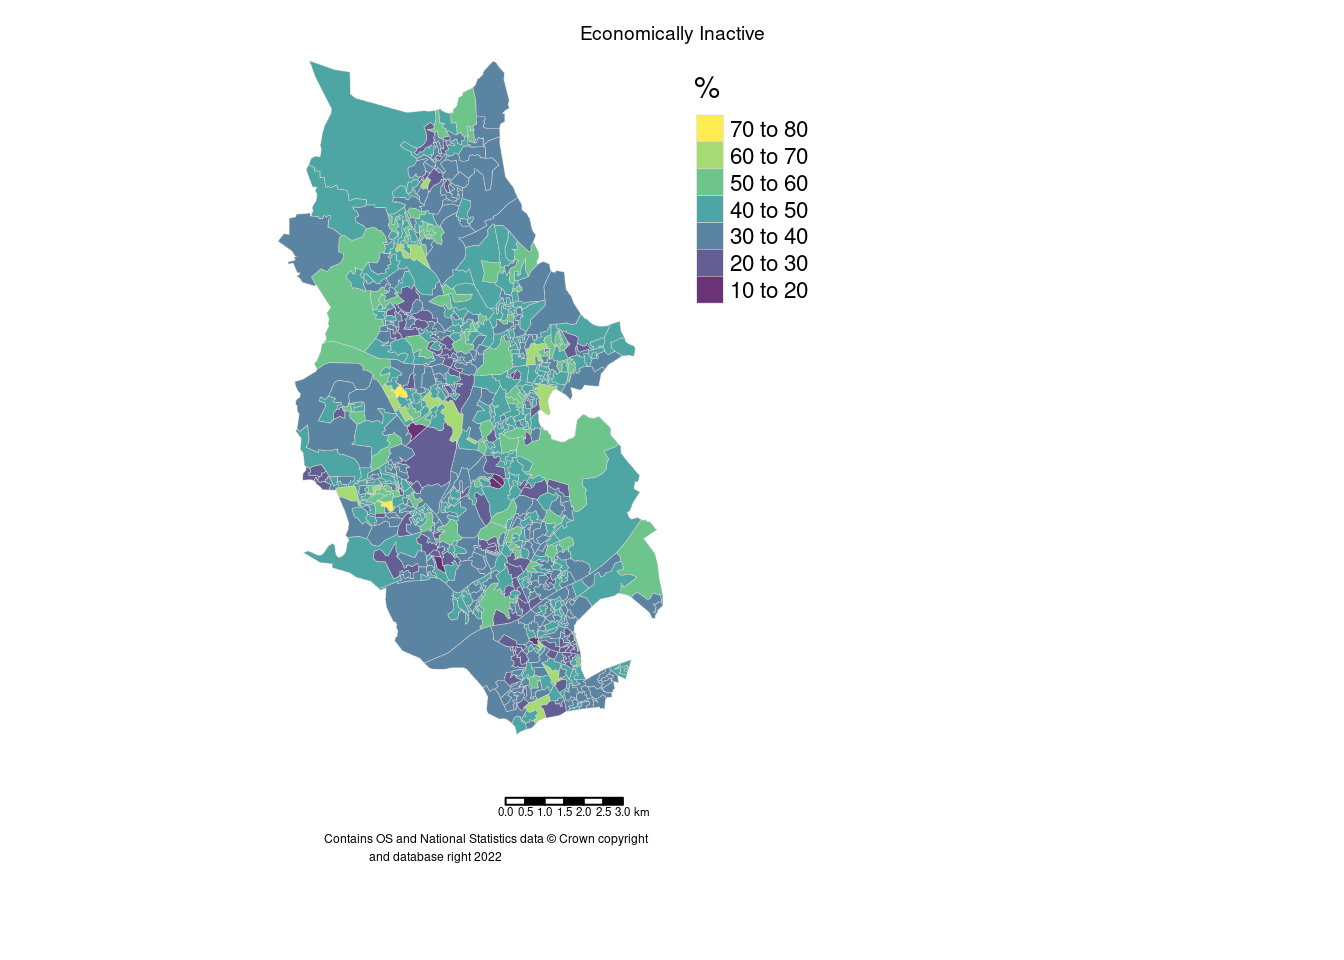 Economically Inactive
%
70 to 80
60 to 70
50 to 60
40 to 50
30 to 40
20 to 30
10 to 20
0.0 0.5 1.0 1.5 2.0 2.5 3.0 km
Contains OS and National Statistics data © Crown copyright
and database right 2022